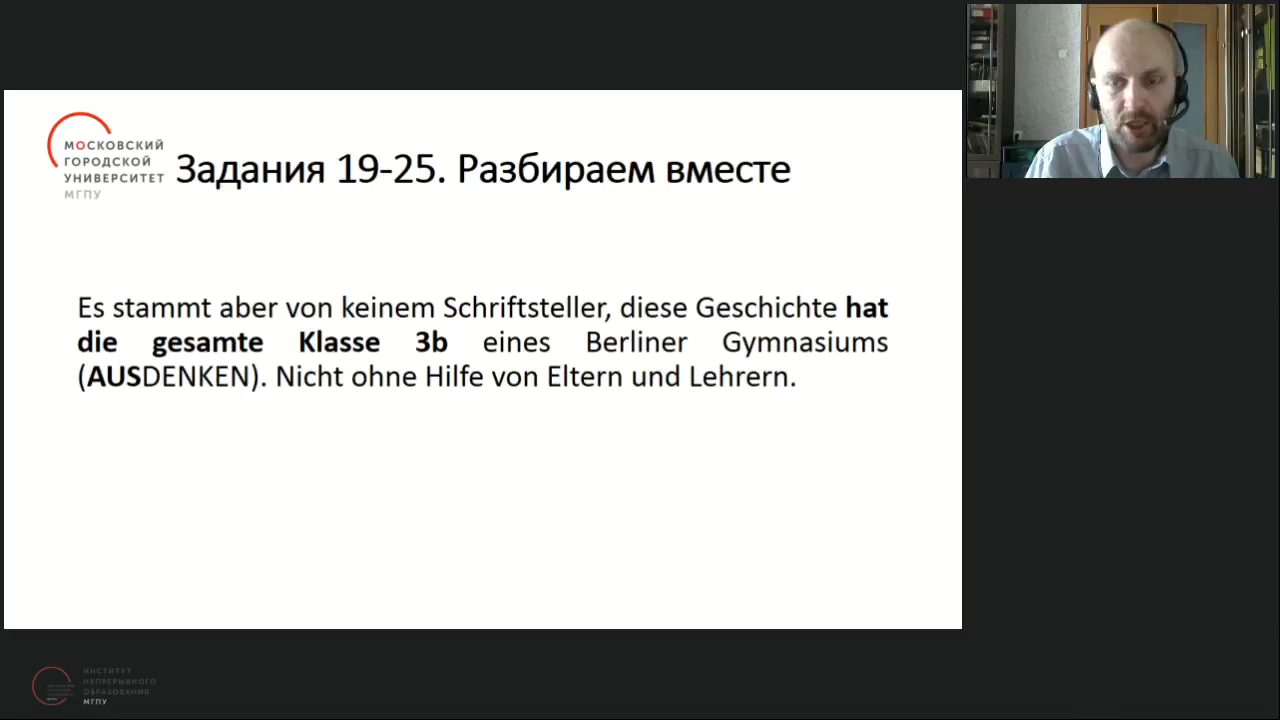 МОСКОВСКИЙ
ГОРОДСКОЙ
УНИВЕРСИТЕТ
МГПУ
Задания 19-25. Разбираем вместе
Es stammt aber von keinem Schriftsteller, diese Geschichte hat
die gesamte Klasse 3b eines Berliner Gymnasiums
(AUSDENKEN). Nicht ohne Hilfe von Eltern und Lehrern.
ИНСТИТУТ
НЕПРЕРЫВНОГО
ОБРАЗОВАНИЯ
МГПУ